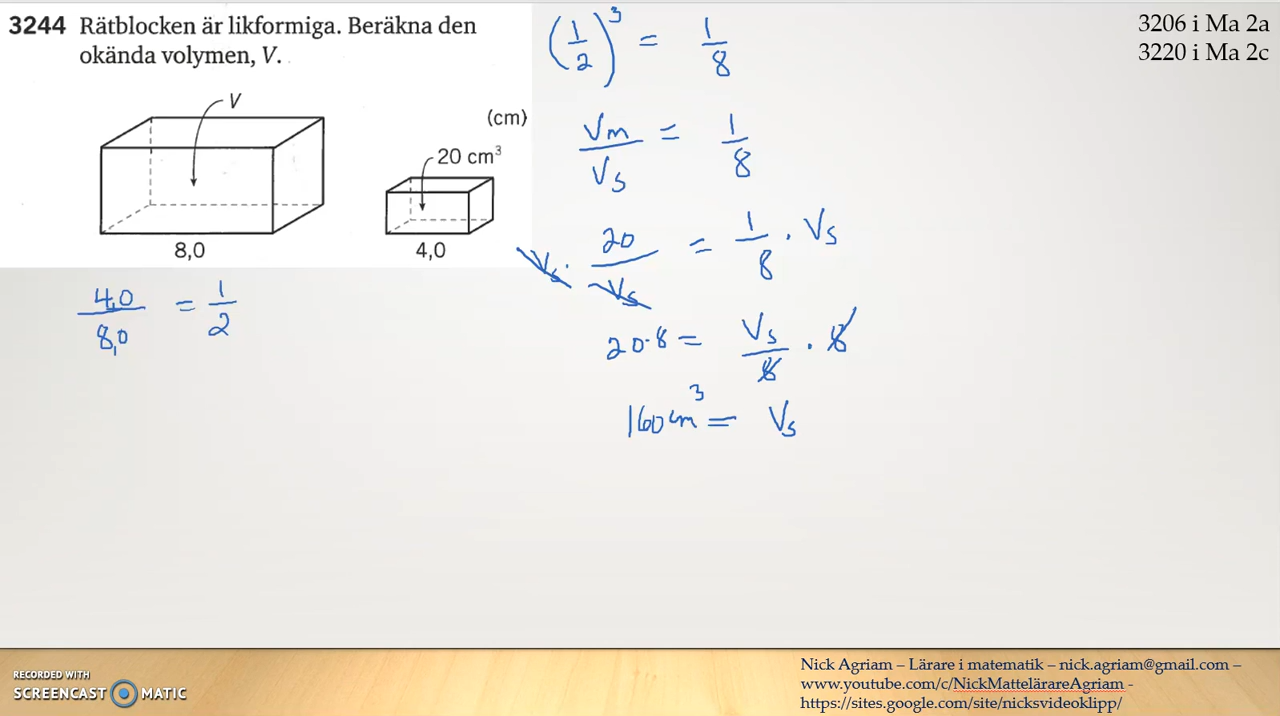 3244 Rätblocken är likformiga. Beräkna den
okända volymen, V.
V
(cm)
20 cm³
8,0
4,0
4,0/8,0 = 1/2
(1/2)³ = 1/8
Vm/Vs = 1/8
Vs · 20/Vs = 1/8 · Vs
20·8 = Vs/8 · 8
160cm³ = Vs
3206 i Ma 2a
3220 i Ma 2c
RECORDED WITH
SCREENCAST MATIC
Nick Agriam – Lärare i matematik – nick.agriam@gmail.com –
www.youtube.com/c/NickMattelärareAgriam -
https://sites.google.com/site/nicksvideoklipp/